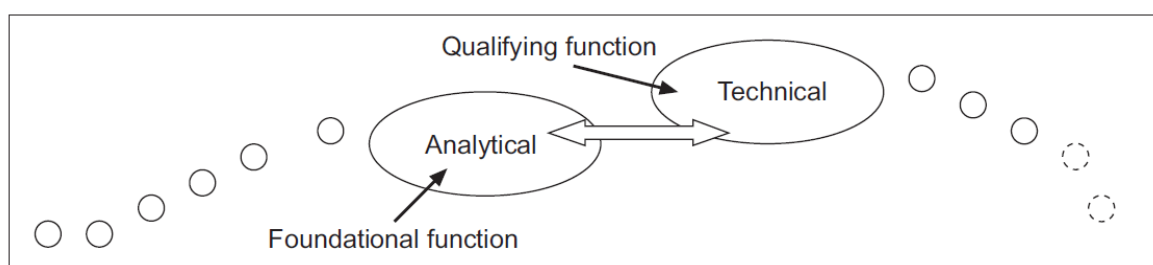 Qualifying function
Technical
Analytical
Foundational function